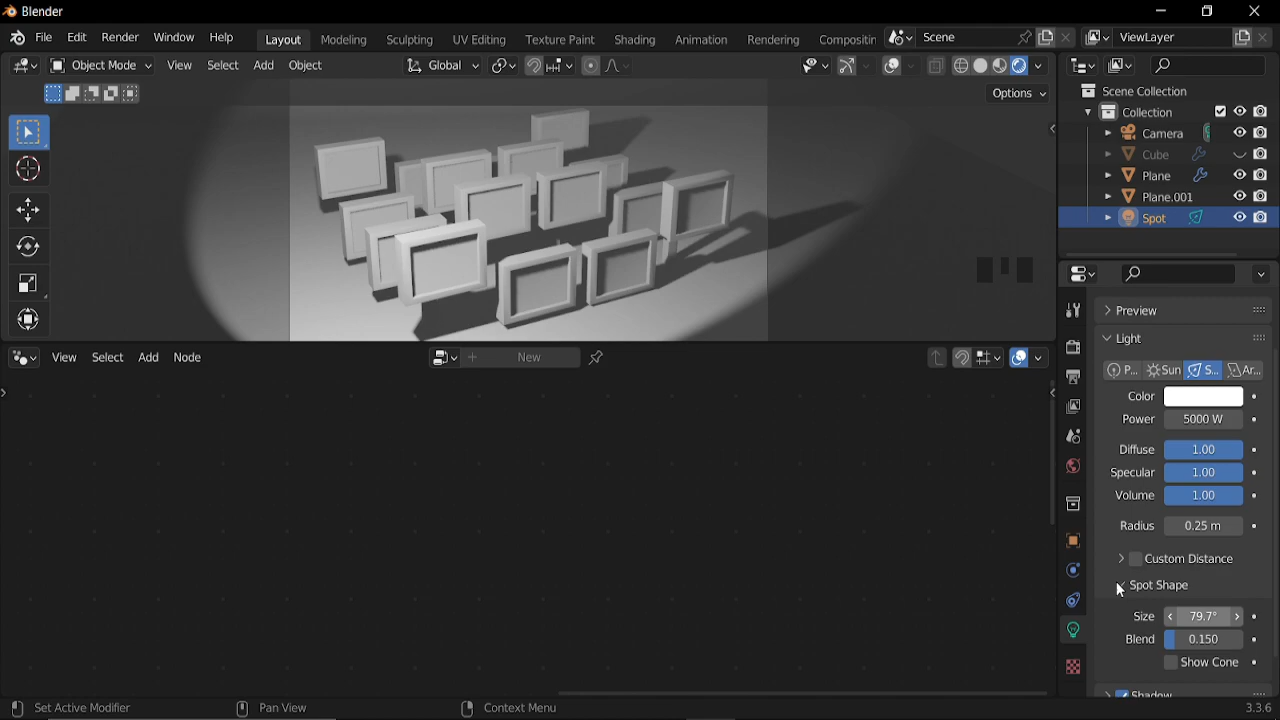 Blender
File Edit Render Window Help Layout Modeling Sculpting UV Editing Texture Paint Shading Animation Rendering Compositin Scene ViewLayer
Object Mode View Select Add Object Global
Options
Scene Collection
Collection
Camera
Cube
Plane
Plane.001
Spot
Preview
Light
P... Sun S... Ar...
Color
Power 5000 W
Diffuse 1.00
Specular 1.00
Volume 1.00
Radius 0.25 m
Custom Distance
Spot Shape
Size 79.7°
Blend 0.150
Show Cone
Shadow
View Select Add Node New
Set Active Modifier Pan View Context Menu 3.3.6